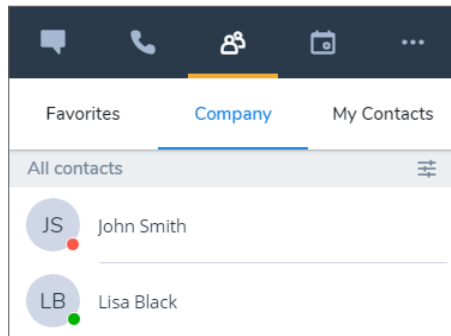 Favorites Company My Contacts
All contacts
JS John Smith
LB Lisa Black